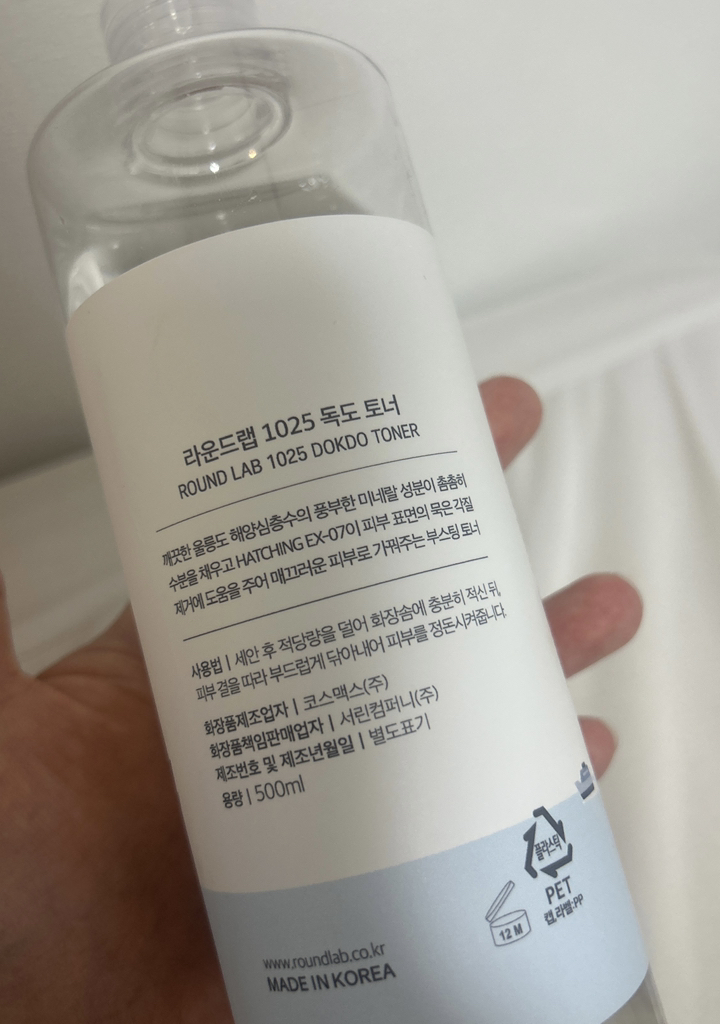 라운드랩 1025 독도 토너
ROUND LAB 1025 DOKDO TONER
깨끗한 울릉도 해양심층수의 풍부한 미네랄 성분이 촘촘히
수분을 채우고 HATCHING EX-07이 피부 표면의 묵은 각질
제거에 도움을 주어 매끄러운 피부로 가꿔주는 부스팅 토너
사용법 | 세안 후 적당량을 덜어 화장솜에 충분히 적신 뒤,
피부 결을 따라 부드럽게 닦아내어 피부를 정돈시켜줍니다.
화장품제조업자 | 코스맥스(주)
화장품책임판매업자 | 서린컴퍼니(주)
제조번호 및 제조년월일 | 별도표기
용량 | 500ml
플라스틱
PET
캡,라벨:PP
12 M
www.roundlab.co.kr
MADE IN KOREA